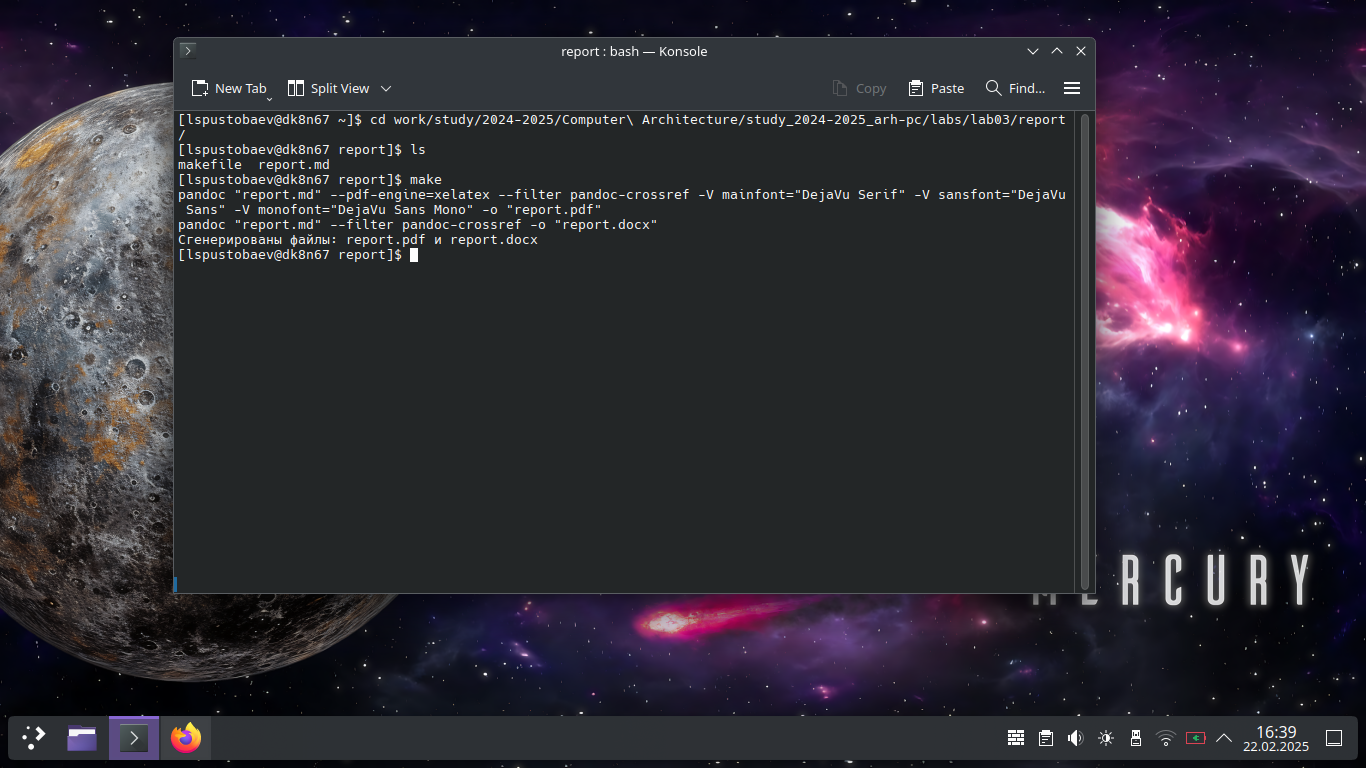 report : bash — Konsole
New Tab
Split View
Copy
Paste
Find...
[lspustobaev@dk8n67 ~]$ cd work/study/2024-2025/Computer\ Architecture/study_2024-2025_arh-pc/labs/lab03/report
/
[lspustobaev@dk8n67 report]$ ls
makefile  report.md
[lspustobaev@dk8n67 report]$ make
pandoc "report.md" --pdf-engine=xelatex --filter pandoc-crossref -V mainfont="DejaVu Serif" -V sansfont="DejaVu
 Sans" -V monofont="DejaVu Sans Mono" -o "report.pdf"
pandoc "report.md" --filter pandoc-crossref -o "report.docx"
Сгенерированы файлы: report.pdf и report.docx
[lspustobaev@dk8n67 report]$
MERCURY
16:39
22.02.2025